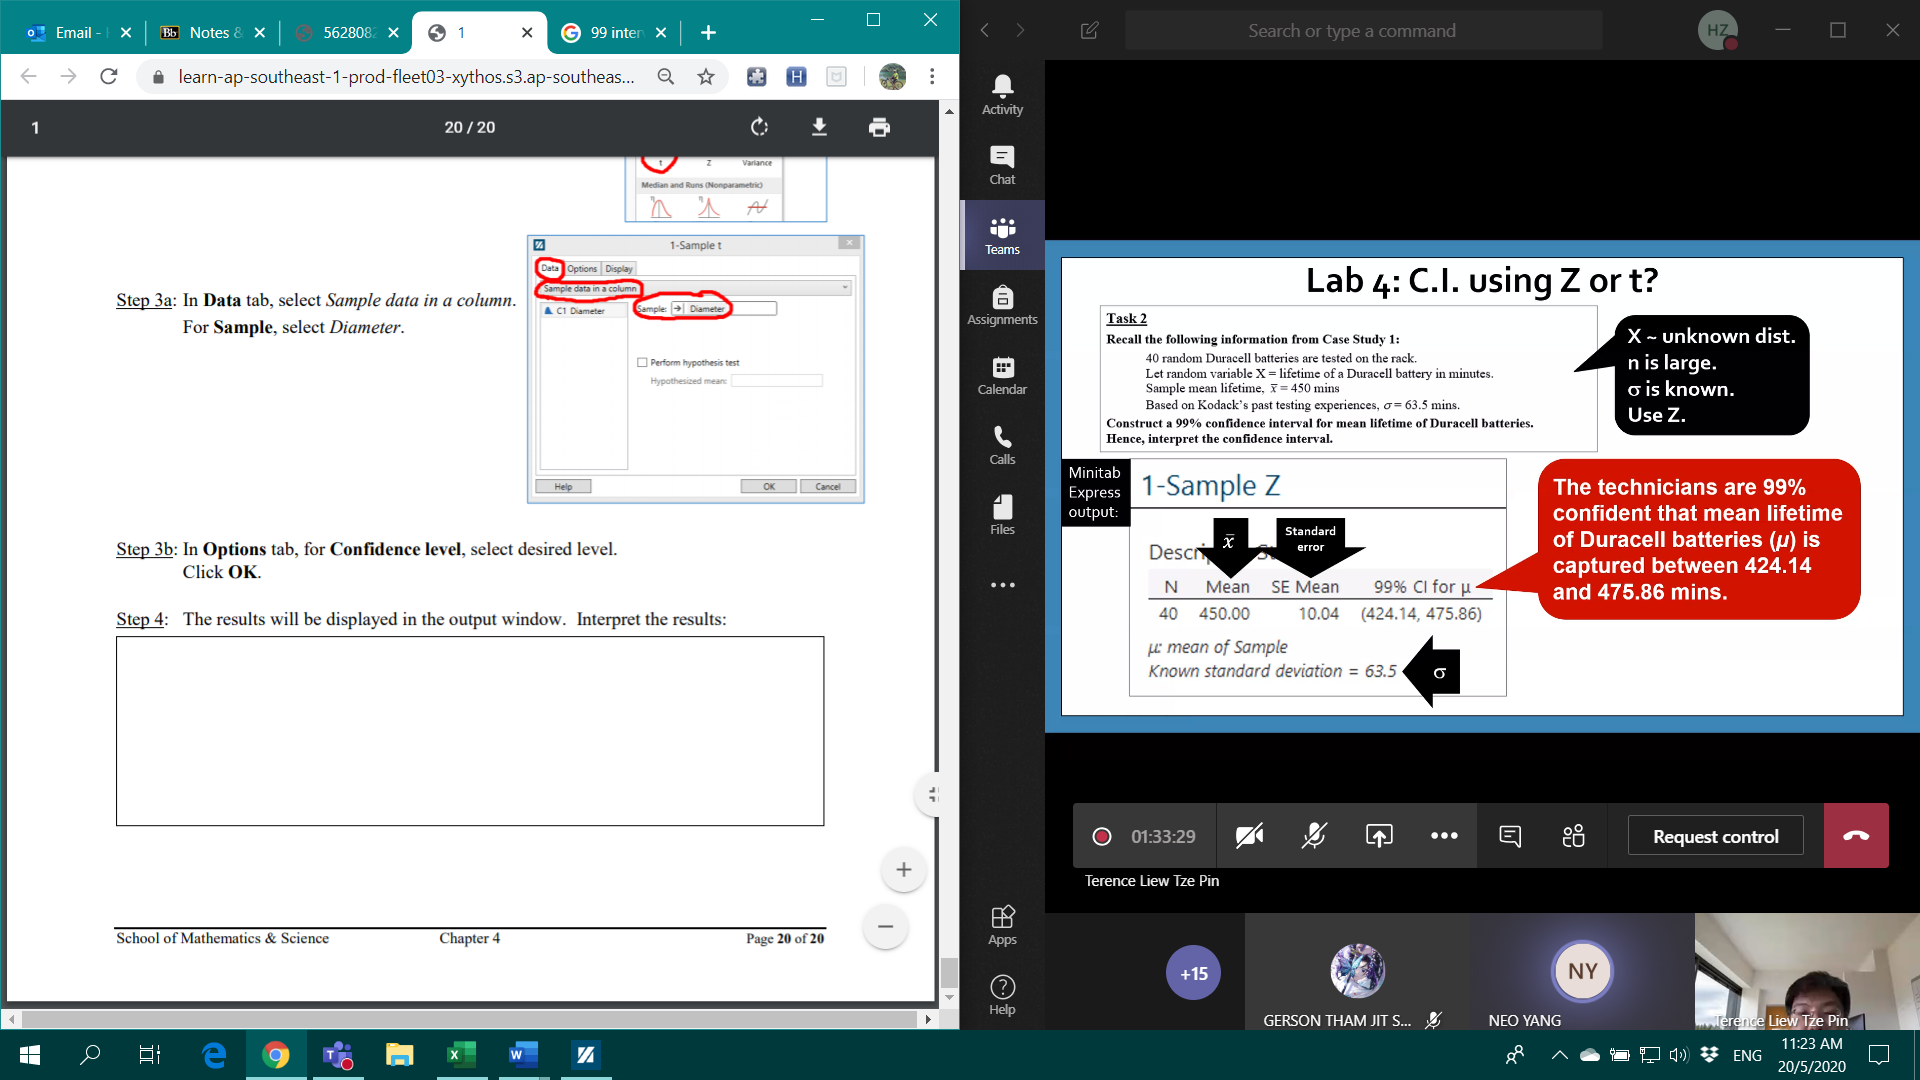 Email -
Notes &
562808
1
99 inter
learn-ap-southeast-1-prod-fleet03-xythos.s3.ap-southeas...
1
20 / 20
t Z Variance
Median and Runs (Nonparametric)
1-Sample t
Data Options Display
Sample data in a column
C1 Diameter
Sample: Diameter
Perform hypothesis test
Hypothesized mean:
Help OK Cancel
Step 3a: In Data tab, select Sample data in a column.
For Sample, select Diameter.
Step 3b: In Options tab, for Confidence level, select desired level.
Click OK.
Step 4: The results will be displayed in the output window. Interpret the results:
School of Mathematics & Science Chapter 4 Page 20 of 20
Search or type a command
HZ
Activity
Chat
Teams
Assignments
Calendar
Calls
Files
Apps
Help
Lab 4: C.I. using Z or t?
Task 2
Recall the following information from Case Study 1:
40 random Duracell batteries are tested on the rack.
Let random variable X = lifetime of a Duracell battery in minutes.
Sample mean lifetime, x̄ = 450 mins
Based on Kodack's past testing experiences, σ = 63.5 mins.
Construct a 99% confidence interval for mean lifetime of Duracell batteries.
Hence, interpret the confidence interval.
X ~ unknown dist.
n is large.
σ is known.
Use Z.
Minitab
Express
output:
1-Sample Z
x̄
Standard
error
Descri
N Mean SE Mean 99% CI for μ
40 450.00 10.04 (424.14, 475.86)
μ: mean of Sample
Known standard deviation = 63.5
σ
The technicians are 99%
confident that mean lifetime
of Duracell batteries (μ) is
captured between 424.14
and 475.86 mins.
01:33:29
Request control
Terence Liew Tze Pin
+15
GERSON THAM JIT S...
NY
NEO YANG
Terence Liew Tze Pin
ENG
11:23 AM
20/5/2020